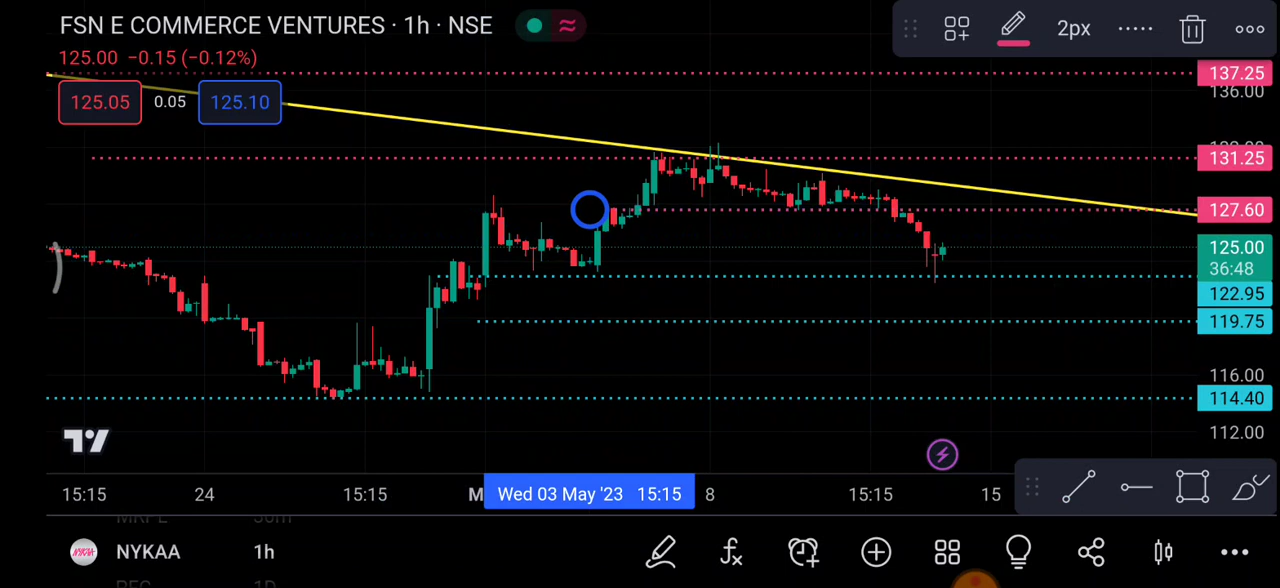 FSN E COMMERCE VENTURES · 1h · NSE
2px
125.00 −0.15 (−0.12%)
125.05 0.05 125.10
137.25
136.00
131.25
127.60
125.00
36:48
122.95
119.75
116.00
114.40
112.00
15:15 24 15:15 M Wed 03 May '23 15:15 8 15:15 15
NYKAA 1h